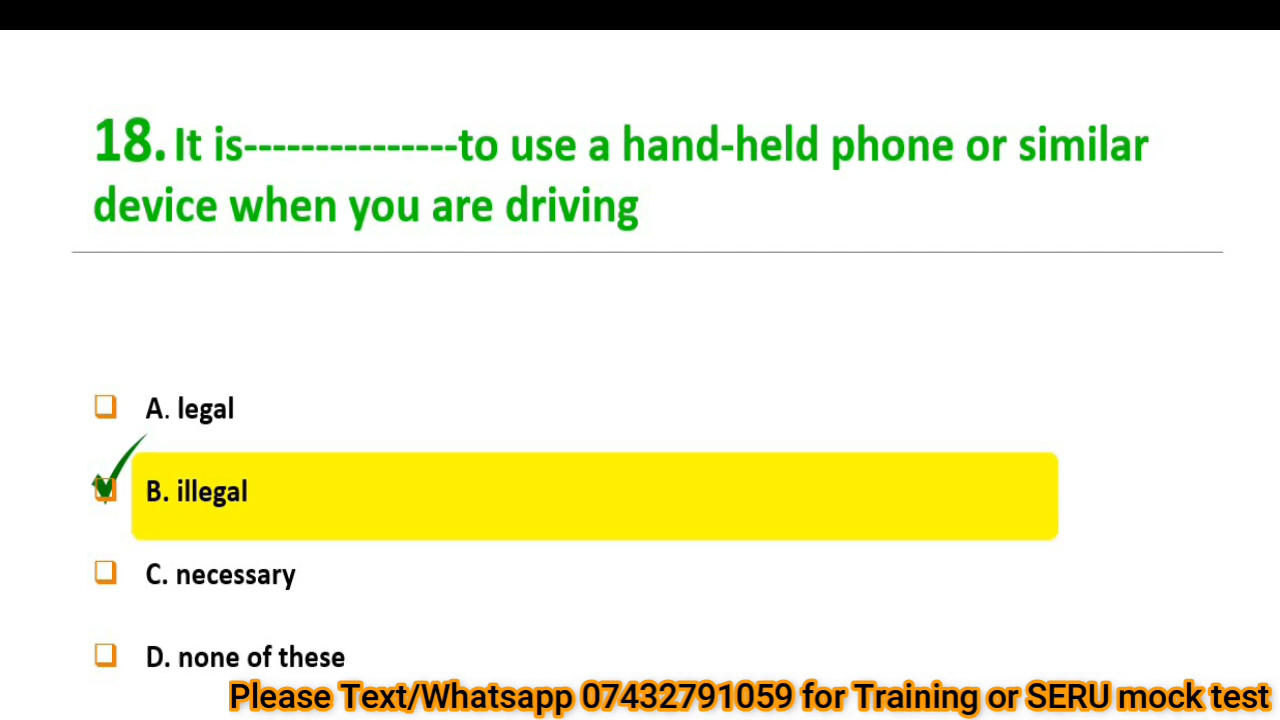 18. It is---------------to use a hand-held phone or similar
device when you are driving
A. legal
B. illegal
C. necessary
D. none of these
Please Text/Whatsapp 07432791059 for Training or SERU mock test